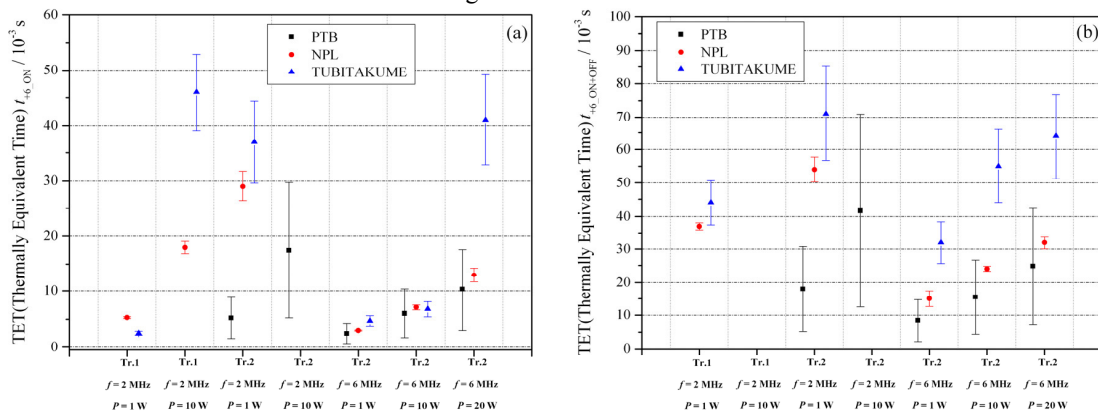 60
50
40
30
20
10
0
TET(Thermally Equivalent Time) t+6_ON / 10-3 s
(a)
PTB
NPL
TUBITAKUME
Tr.1 Tr.1 Tr.2 Tr.2 Tr.2 Tr.2 Tr.2
f = 2 MHz f = 2 MHz f = 2 MHz f = 2 MHz f = 6 MHz f = 6 MHz f = 6 MHz
P = 1 W P = 10 W P = 1 W P = 10 W P = 1 W P = 10 W P = 20 W
100
90
80
70
60
50
40
30
20
10
0
TET(Thermally Equivalent Time) t+6_ON+OFF / 10-3 s
(b)
PTB
NPL
TUBITAKUME
Tr.1 Tr.1 Tr.2 Tr.2 Tr.2 Tr.2 Tr.2
f = 2 MHz f = 2 MHz f = 2 MHz f = 2 MHz f = 6 MHz f = 6 MHz f = 6 MHz
P = 1 W P = 10 W P = 1 W P = 10 W P = 1 W P = 10 W P = 20 W